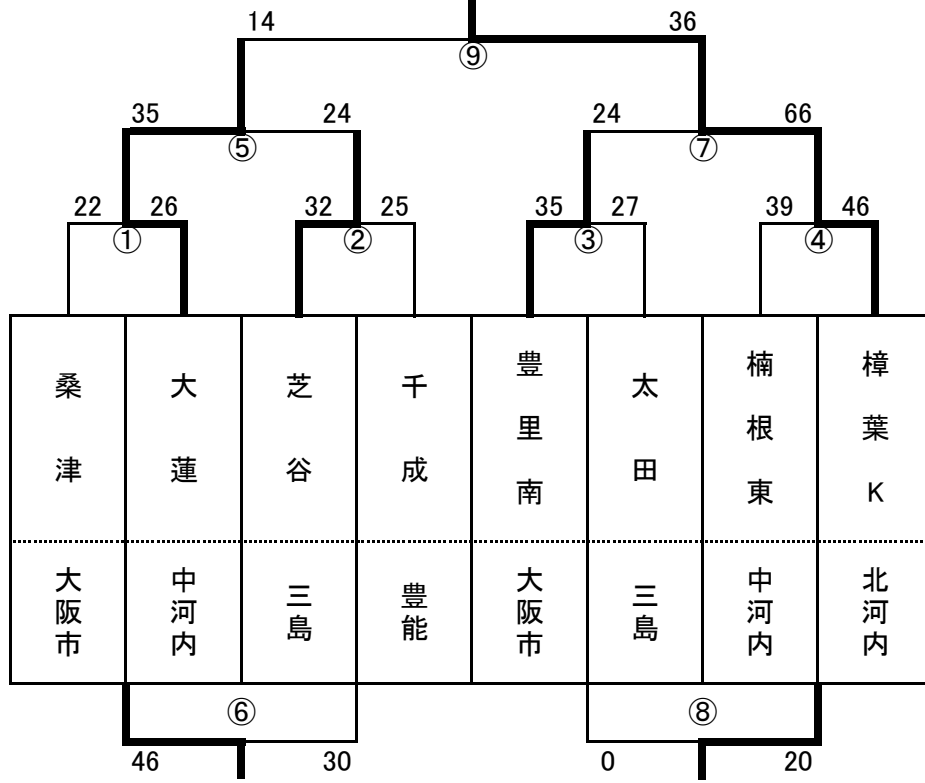 14 36
⑨
35 24 24 66
⑤ ⑦
22 26 32 25 35 27 39 46
① ② ③ ④
桑津
大蓮
芝谷
千成
豊里南
太田
楠根東
樟葉K
大阪市
中河内
三島
豊能
大阪市
三島
中河内
北河内
⑥ ⑧
46 30 0 20